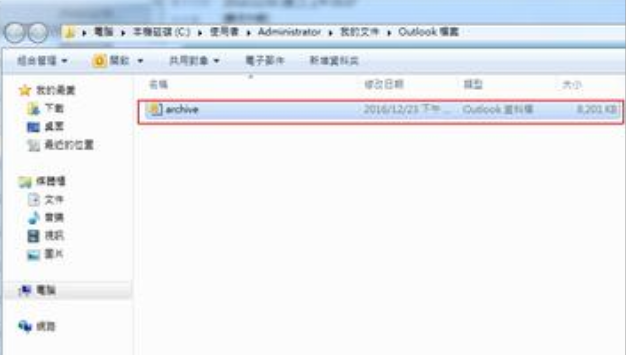 電腦 ▸ 本機磁碟 (C:) ▸ 使用者 ▸ Administrator ▸ 我的文件 ▸ Outlook 檔案
組合管理 開啟 共用對象 電子郵件 新增資料夾
名稱 修改日期 類型 大小
archive 2016/12/23 下午 ... Outlook 資料檔 8,201 KB
我的最愛
下載
桌面
最近的位置
媒體櫃
文件
音樂
視訊
圖片
電腦
網路